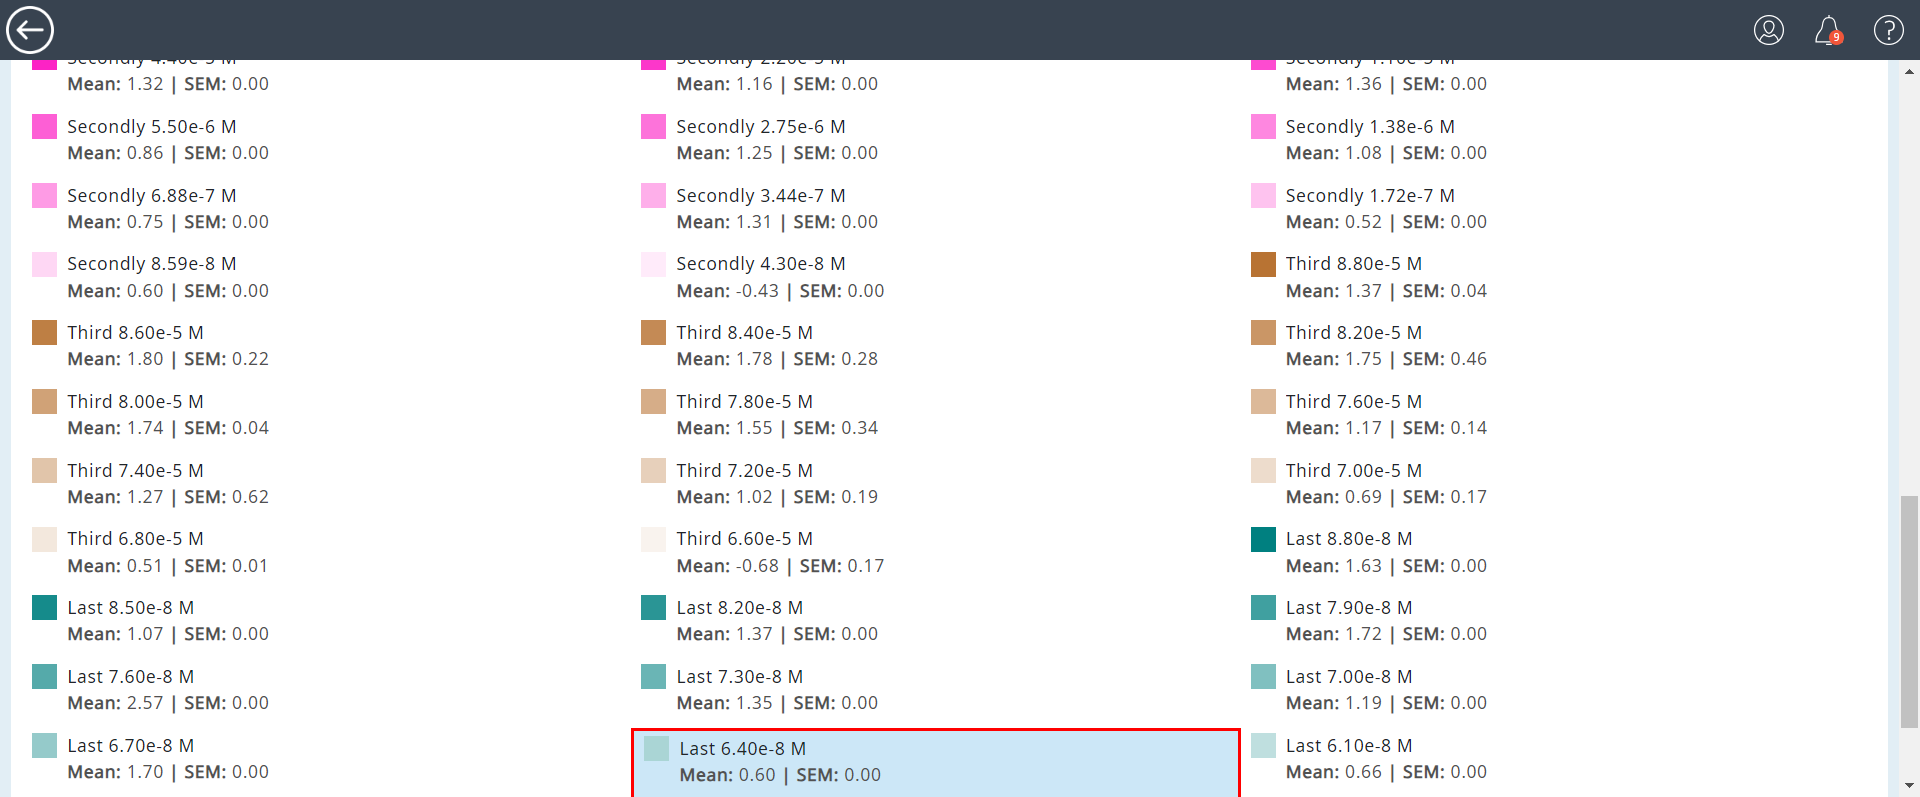 9
?
Secondly 4.40e-5 M
Secondly 2.20e-5 M
Secondly 1.10e-5 M
Mean: 1.32 | SEM: 0.00
Mean: 1.16 | SEM: 0.00
Mean: 1.36 | SEM: 0.00
Secondly 5.50e-6 M
Secondly 2.75e-6 M
Secondly 1.38e-6 M
Mean: 0.86 | SEM: 0.00
Mean: 1.25 | SEM: 0.00
Mean: 1.08 | SEM: 0.00
Secondly 6.88e-7 M
Secondly 3.44e-7 M
Secondly 1.72e-7 M
Mean: 0.75 | SEM: 0.00
Mean: 1.31 | SEM: 0.00
Mean: 0.52 | SEM: 0.00
Secondly 8.59e-8 M
Secondly 4.30e-8 M
Third 8.80e-5 M
Mean: 0.60 | SEM: 0.00
Mean: -0.43 | SEM: 0.00
Mean: 1.37 | SEM: 0.04
Third 8.60e-5 M
Third 8.40e-5 M
Third 8.20e-5 M
Mean: 1.80 | SEM: 0.22
Mean: 1.78 | SEM: 0.28
Mean: 1.75 | SEM: 0.46
Third 8.00e-5 M
Third 7.80e-5 M
Third 7.60e-5 M
Mean: 1.74 | SEM: 0.04
Mean: 1.55 | SEM: 0.34
Mean: 1.17 | SEM: 0.14
Third 7.40e-5 M
Third 7.20e-5 M
Third 7.00e-5 M
Mean: 1.27 | SEM: 0.62
Mean: 1.02 | SEM: 0.19
Mean: 0.69 | SEM: 0.17
Third 6.80e-5 M
Third 6.60e-5 M
Last 8.80e-8 M
Mean: 0.51 | SEM: 0.01
Mean: -0.68 | SEM: 0.17
Mean: 1.63 | SEM: 0.00
Last 8.50e-8 M
Last 8.20e-8 M
Last 7.90e-8 M
Mean: 1.07 | SEM: 0.00
Mean: 1.37 | SEM: 0.00
Mean: 1.72 | SEM: 0.00
Last 7.60e-8 M
Last 7.30e-8 M
Last 7.00e-8 M
Mean: 2.57 | SEM: 0.00
Mean: 1.35 | SEM: 0.00
Mean: 1.19 | SEM: 0.00
Last 6.70e-8 M
Last 6.40e-8 M
Last 6.10e-8 M
Mean: 1.70 | SEM: 0.00
Mean: 0.60 | SEM: 0.00
Mean: 0.66 | SEM: 0.00